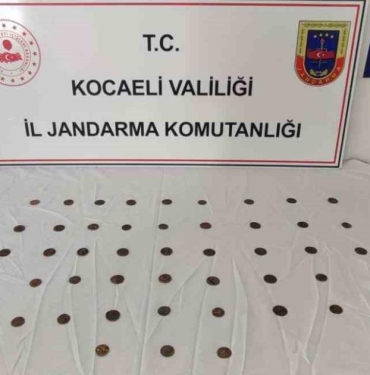 T.C.
KOCAELİ VALİLİĞİ
İL JANDARMA KOMUTANLIĞI